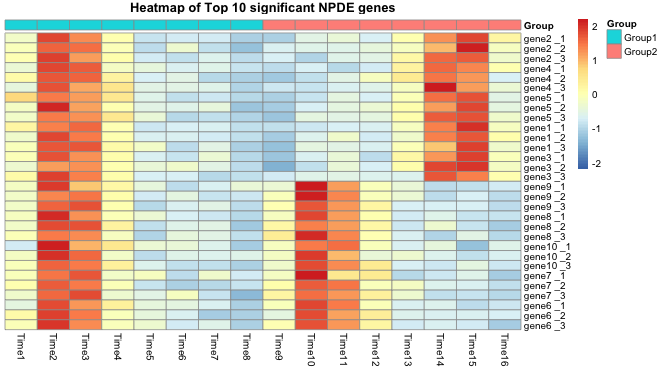 Heatmap of Top 10 significant NPDE genes
Group
gene2 _1
gene2 _2
gene2 _3
gene4 _1
gene4 _2
gene4 _3
gene5 _1
gene5 _2
gene5 _3
gene1 _1
gene1 _2
gene1 _3
gene3 _1
gene3 _2
gene3 _3
gene9 _1
gene9 _2
gene9 _3
gene8 _1
gene8 _2
gene8 _3
gene10 _1
gene10 _2
gene10 _3
gene7 _1
gene7 _2
gene7 _3
gene6 _1
gene6 _2
gene6 _3
Time1
Time2
Time3
Time4
Time5
Time6
Time7
Time8
Time9
Time10
Time11
Time12
Time13
Time14
Time15
Time16
2
1
0
-1
-2
Group
Group1
Group2